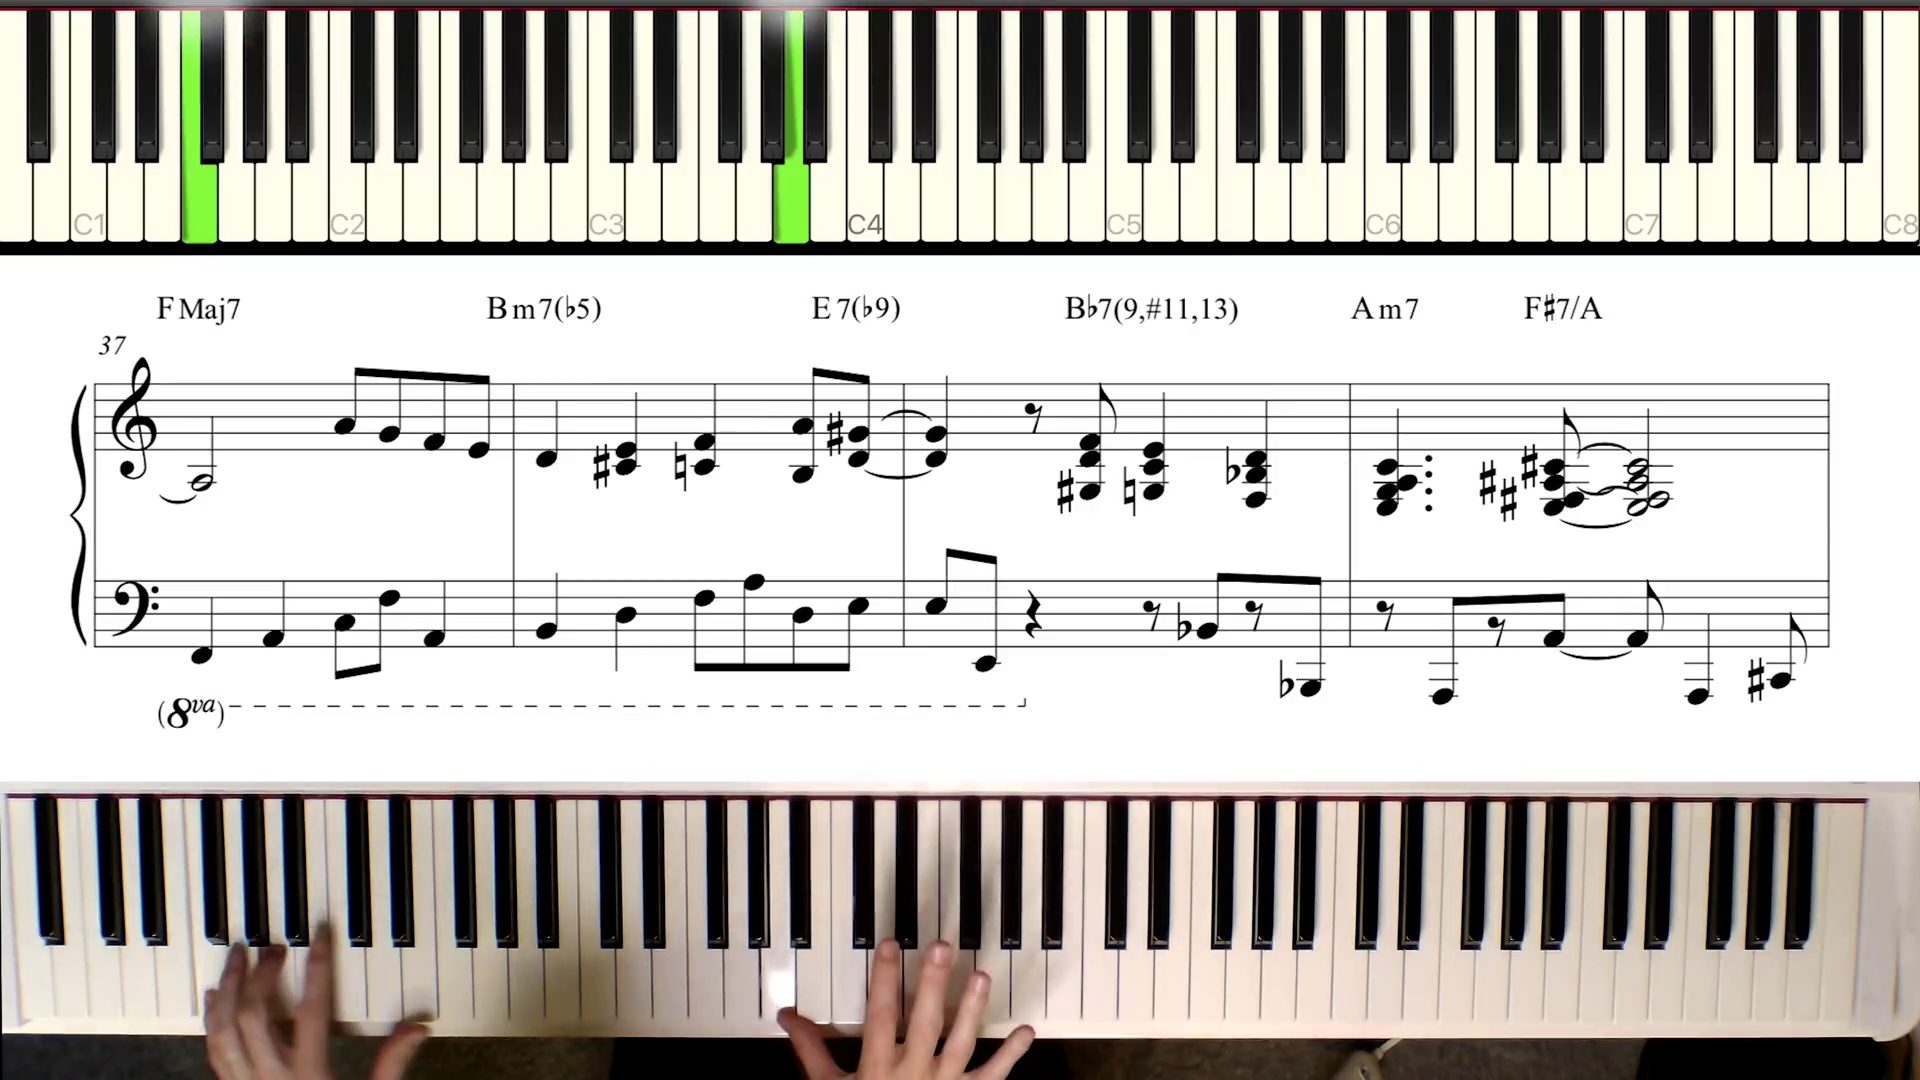 C1 C2 C3 C4 C5 C6 C7 C8
F Maj7 B m7(♭5) E 7(♭9) B♭7(9,#11,13) A m7 F♯7/A
37
(8va)